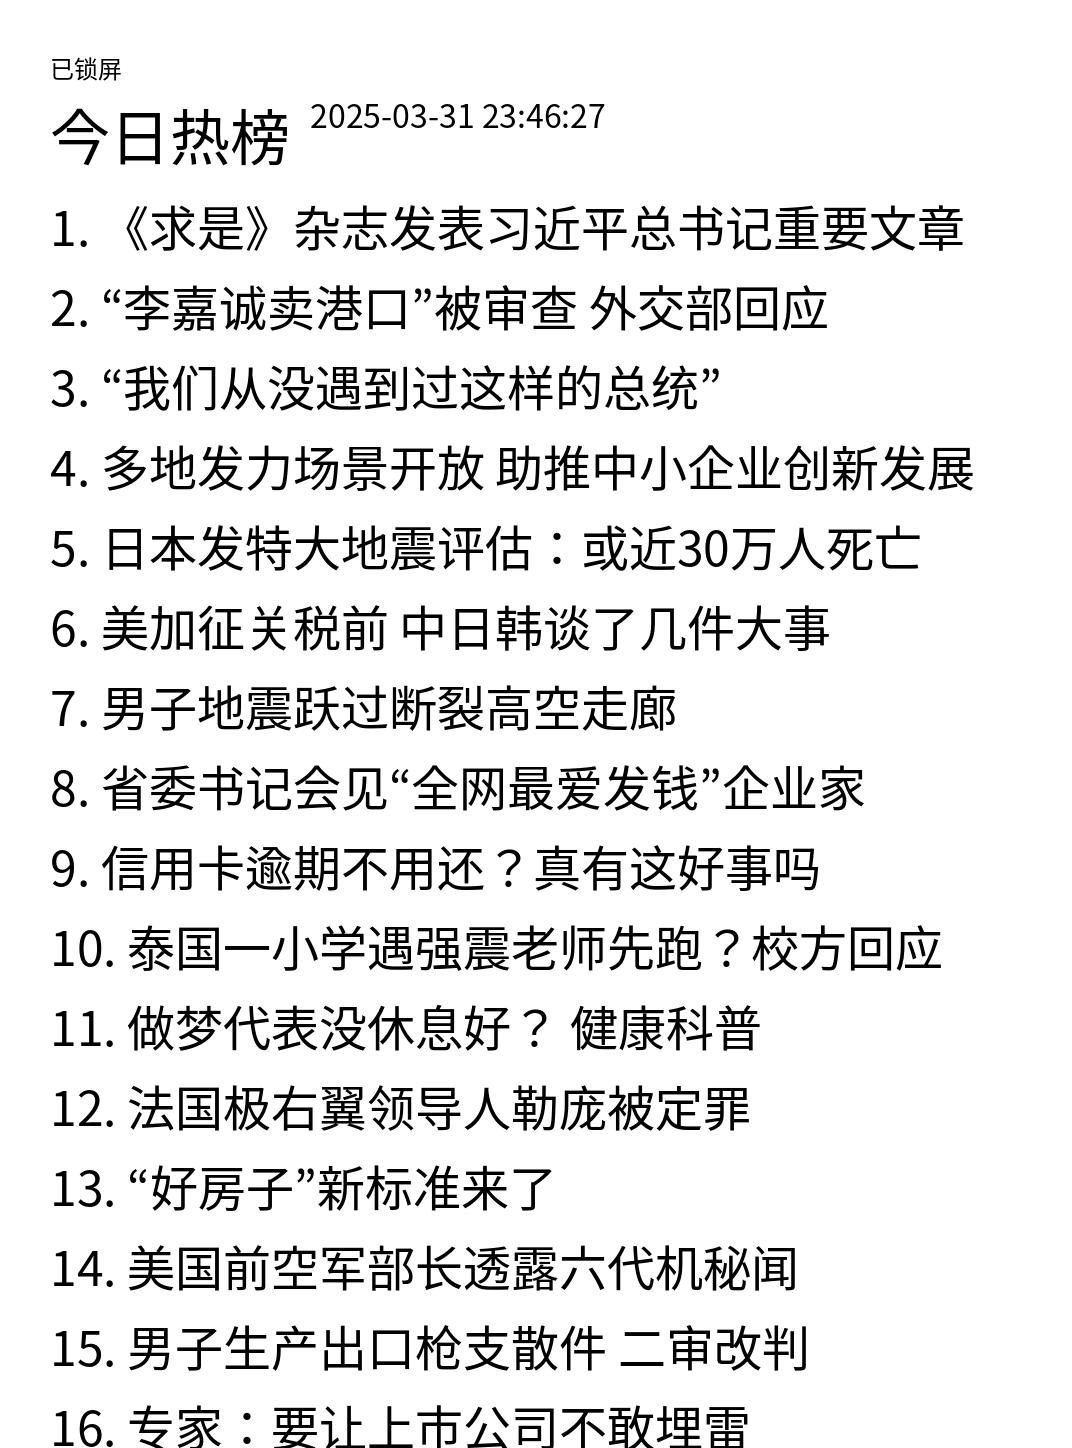 已锁屏
今日热榜 2025-03-31 23:46:27
1. 《求是》杂志发表习近平总书记重要文章
2. “李嘉诚卖港口”被审查 外交部回应
3. “我们从没遇到过这样的总统”
4. 多地发力场景开放 助推中小企业创新发展
5. 日本发特大地震评估：或近30万人死亡
6. 美加征关税前 中日韩谈了几件大事
7. 男子地震跃过断裂高空走廊
8. 省委书记会见“全网最爱发钱”企业家
9. 信用卡逾期不用还？真有这好事吗
10. 泰国一小学遇强震老师先跑？校方回应
11. 做梦代表没休息好？ 健康科普
12. 法国极右翼领导人勒庞被定罪
13. “好房子”新标准来了
14. 美国前空军部长透露六代机秘闻
15. 男子生产出口枪支散件 二审改判
16. 专家：要让上市公司不敢埋雷